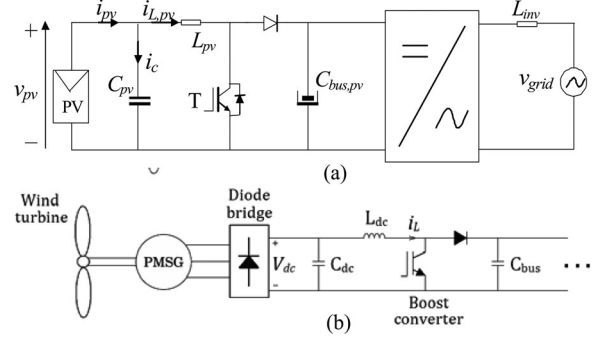 i_pv i_L,pv L_inv
+ L_pv
i_c
v_pv PV C_pv T C_bus,pv = v_grid
−
(a)
Wind turbine
Diode bridge
PMSG
+ V_dc −
C_dc
L_dc i_L
C_bus ...
Boost converter
(b)